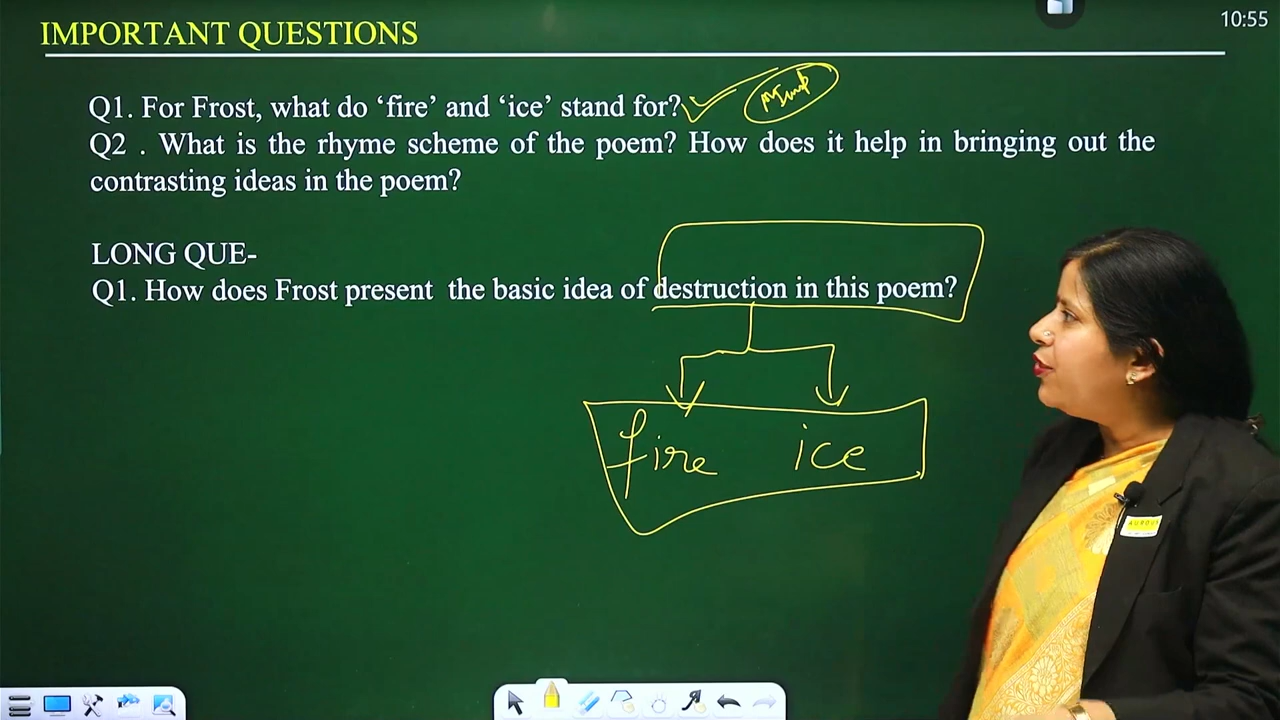 IMPORTANT QUESTIONS
10:55
Q1. For Frost, what do ‘fire’ and ‘ice’ stand for?
Q2 . What is the rhyme scheme of the poem? How does it help in bringing out the
contrasting ideas in the poem?
LONG QUE-
Q1. How does Frost present the basic idea of destruction in this poem?
fire ice